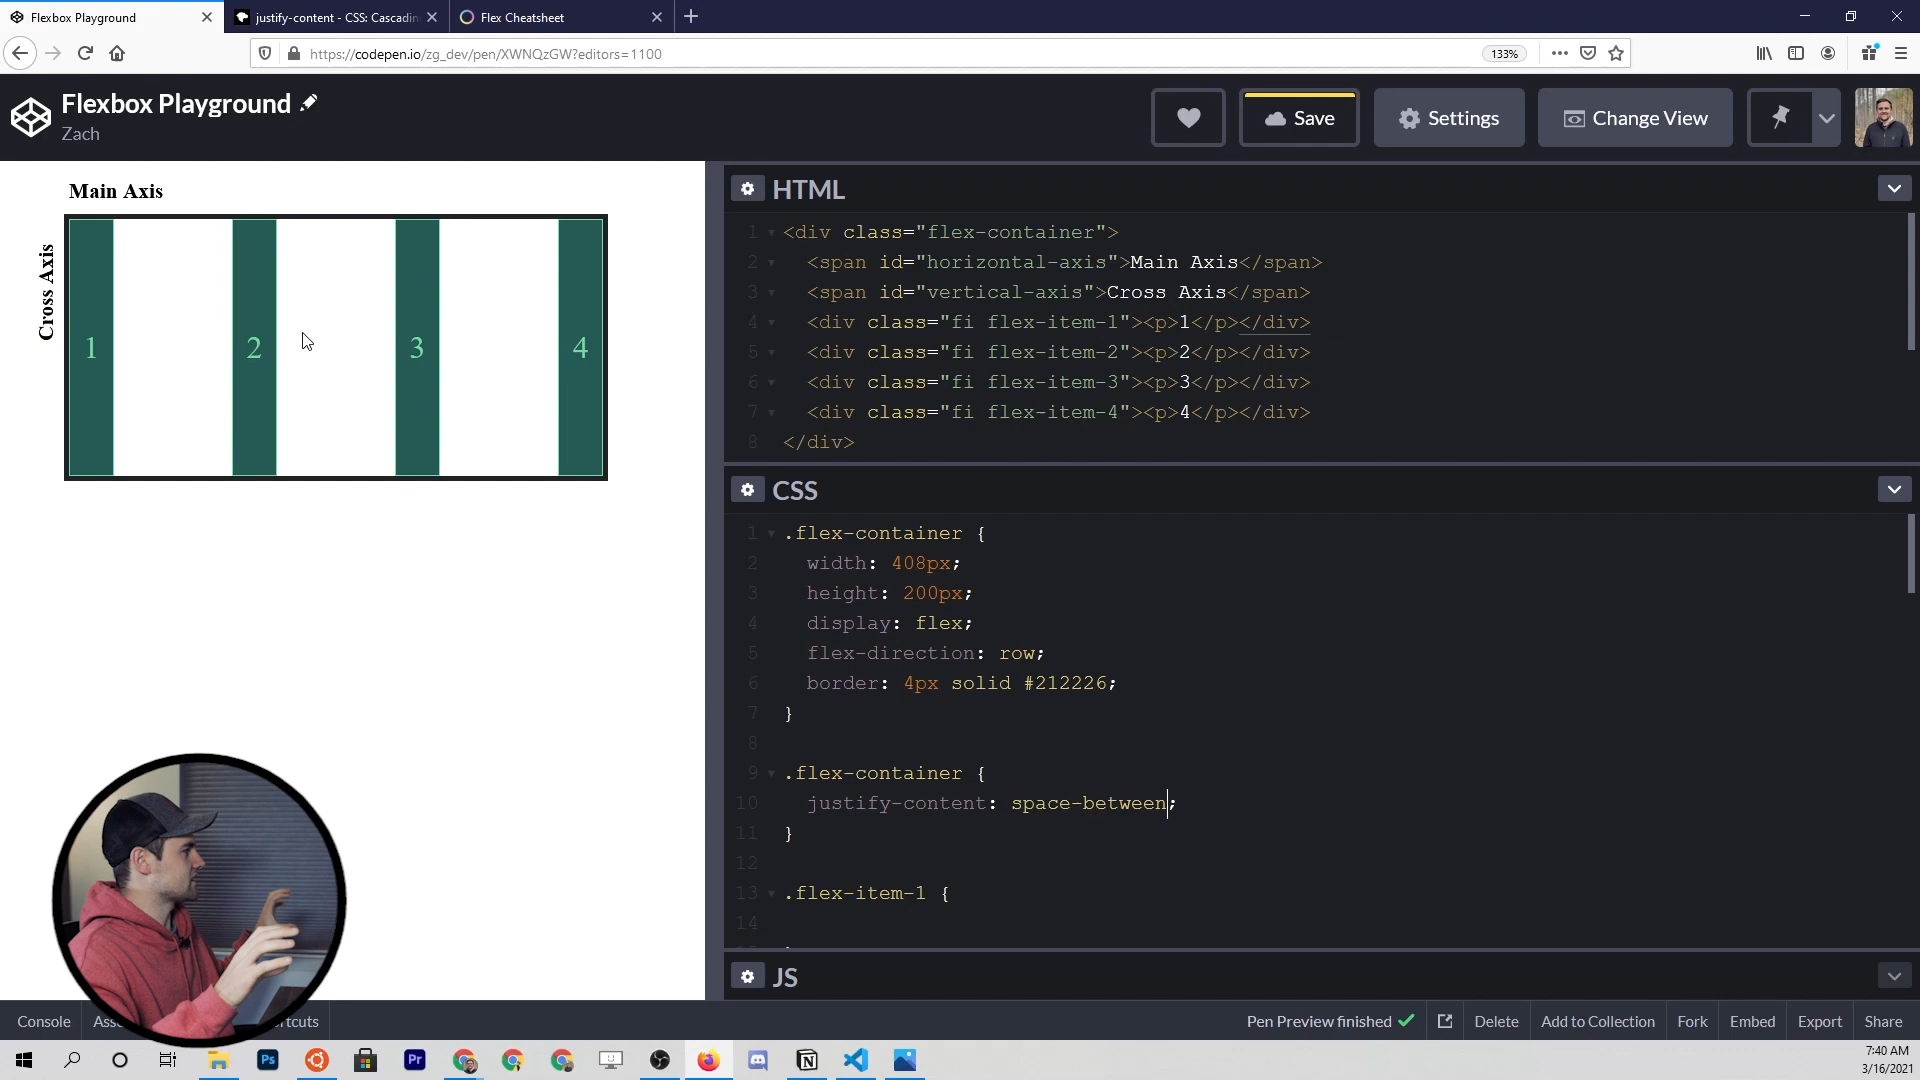 Flexbox Playground
justify-content - CSS: Cascadin
Flex Cheatsheet
https://codepen.io/zg_dev/pen/XWNQzGW?editors=1100
133%
Flexbox Playground
Zach
Save
Settings
Change View
Main Axis
Cross Axis
1
2
3
4
HTML
1 <div class="flex-container">
2 <span id="horizontal-axis">Main Axis</span>
3 <span id="vertical-axis">Cross Axis</span>
4 <div class="fi flex-item-1"><p>1</p></div>
5 <div class="fi flex-item-2"><p>2</p></div>
6 <div class="fi flex-item-3"><p>3</p></div>
7 <div class="fi flex-item-4"><p>4</p></div>
8 </div>
CSS
1 .flex-container {
2 width: 408px;
3 height: 200px;
4 display: flex;
5 flex-direction: row;
6 border: 4px solid #212226;
7 }
8
9 .flex-container {
10 justify-content: space-between;
11 }
12
13 .flex-item-1 {
14
JS
Console
Pen Preview finished
Delete
Add to Collection
Fork
Embed
Export
Share
Ps
Pr
N
7:40 AM
3/16/2021